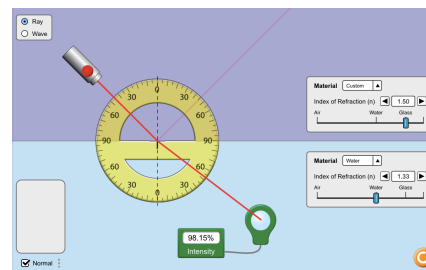 Ray
Wave
0
30 30
60 60
90 90
60 60
30 30
0
Material Custom
Index of Refraction (n) 1.50
Air Water Glass
Material Water
Index of Refraction (n) 1.33
Air Water Glass
98.15%
Intensity
Normal